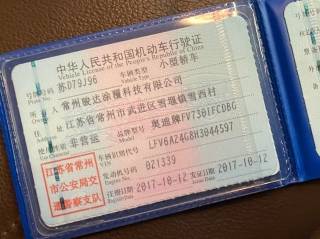 中华人民共和国机动车行驶证
Vehicle License of the People's Republic of China
号牌号码 苏D79J96 车辆类型 小型轿车
Plate No. Vehicle Type
所有人 常州骏达涂覆科技有限公司
Owner
住址 江苏省常州市武进区雪堰镇雪西村
Address
使用性质 非营运 品牌型号 奥迪牌FV7301FCDBG
Model
江苏省常州
市公安局交
通警察支队
车辆识别代号 LFV6A24G8H3044597
VIN
发动机号码 021339
Engine No.
注册日期 2017-10-12 发证日期 2017-10-12
Register Date Issue Date